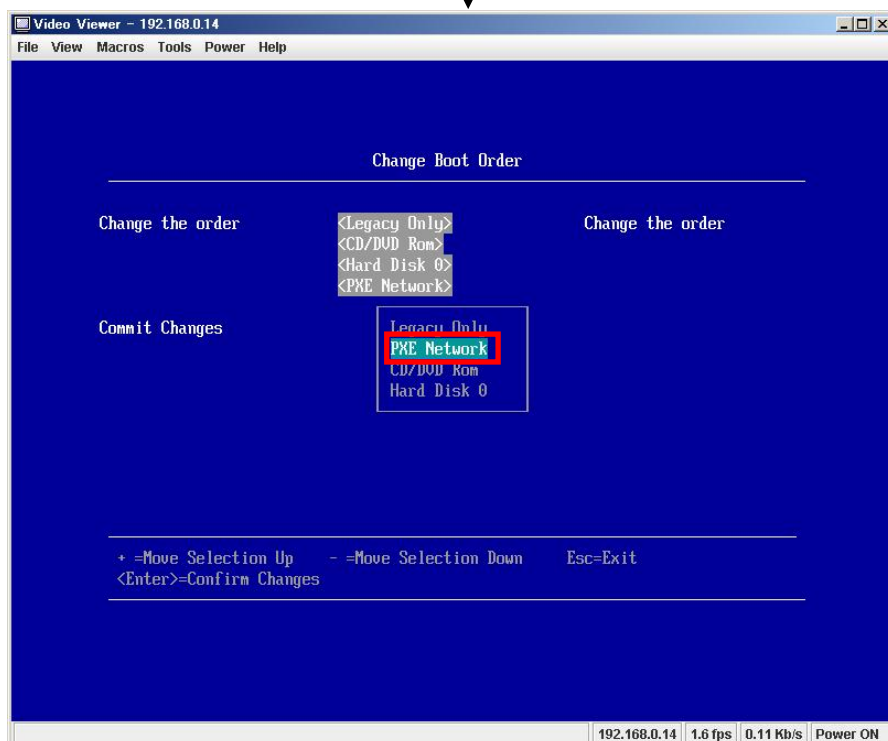 Video Viewer - 192.168.0.14
File View Macros Tools Power Help
Change Boot Order
Change the order <Legacy Only> Change the order
<CD/DVD Rom>
<Hard Disk 0>
<PXE Network>
Commit Changes Legacy Only
PXE Network
CD/DVD Rom
Hard Disk 0
+ =Move Selection Up - =Move Selection Down Esc=Exit
<Enter>=Confirm Changes
192.168.0.14 1.6 fps 0.11 Kb/s Power ON